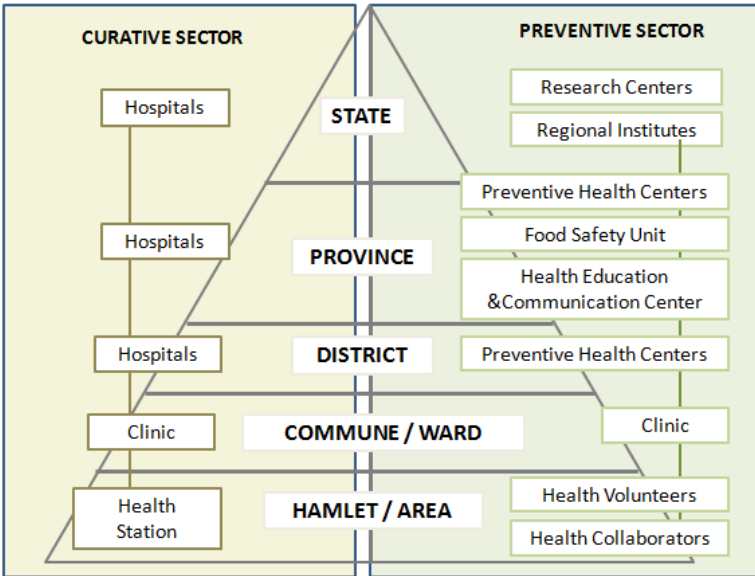 CURATIVE SECTOR
PREVENTIVE SECTOR
Hospitals
STATE
Research Centers
Regional Institutes
Hospitals
PROVINCE
Preventive Health Centers
Food Safety Unit
Health Education
&Communication Center
Hospitals
DISTRICT
Preventive Health Centers
Clinic
COMMUNE / WARD
Clinic
Health
Station
HAMLET / AREA
Health Volunteers
Health Collaborators